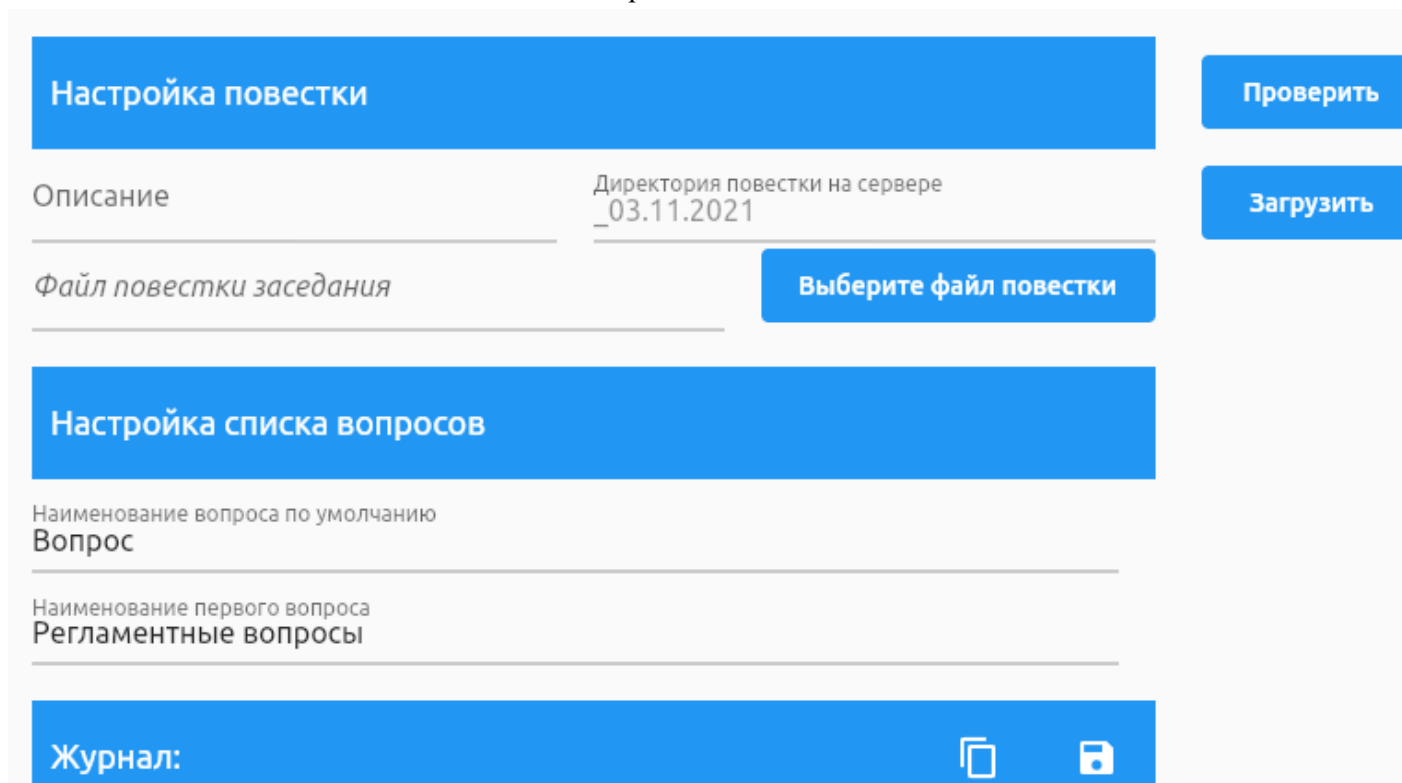 Настройка повестки
Проверить
Описание
Директория повестки на сервере
_03.11.2021
Загрузить
Файл повестки заседания
Выберите файл повестки
Настройка списка вопросов
Наименование вопроса по умолчанию
Вопрос
Наименование первого вопроса
Регламентные вопросы
Журнал: